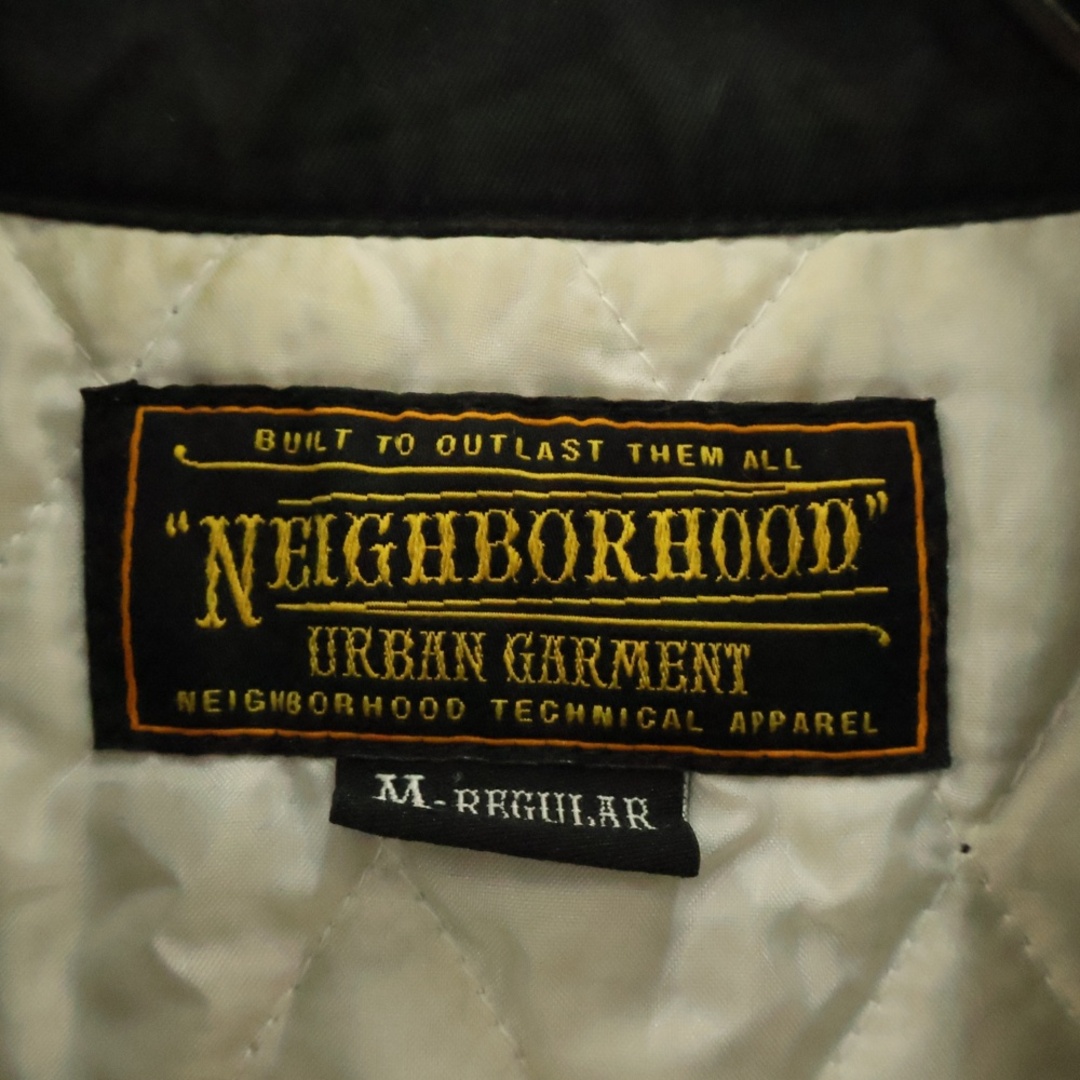 BUILT TO OUTLAST THEM ALL
"NEIGHBORHOOD"
URBAN GARMENT
NEIGHBORHOOD TECHNICAL APPAREL
M-REGULAR